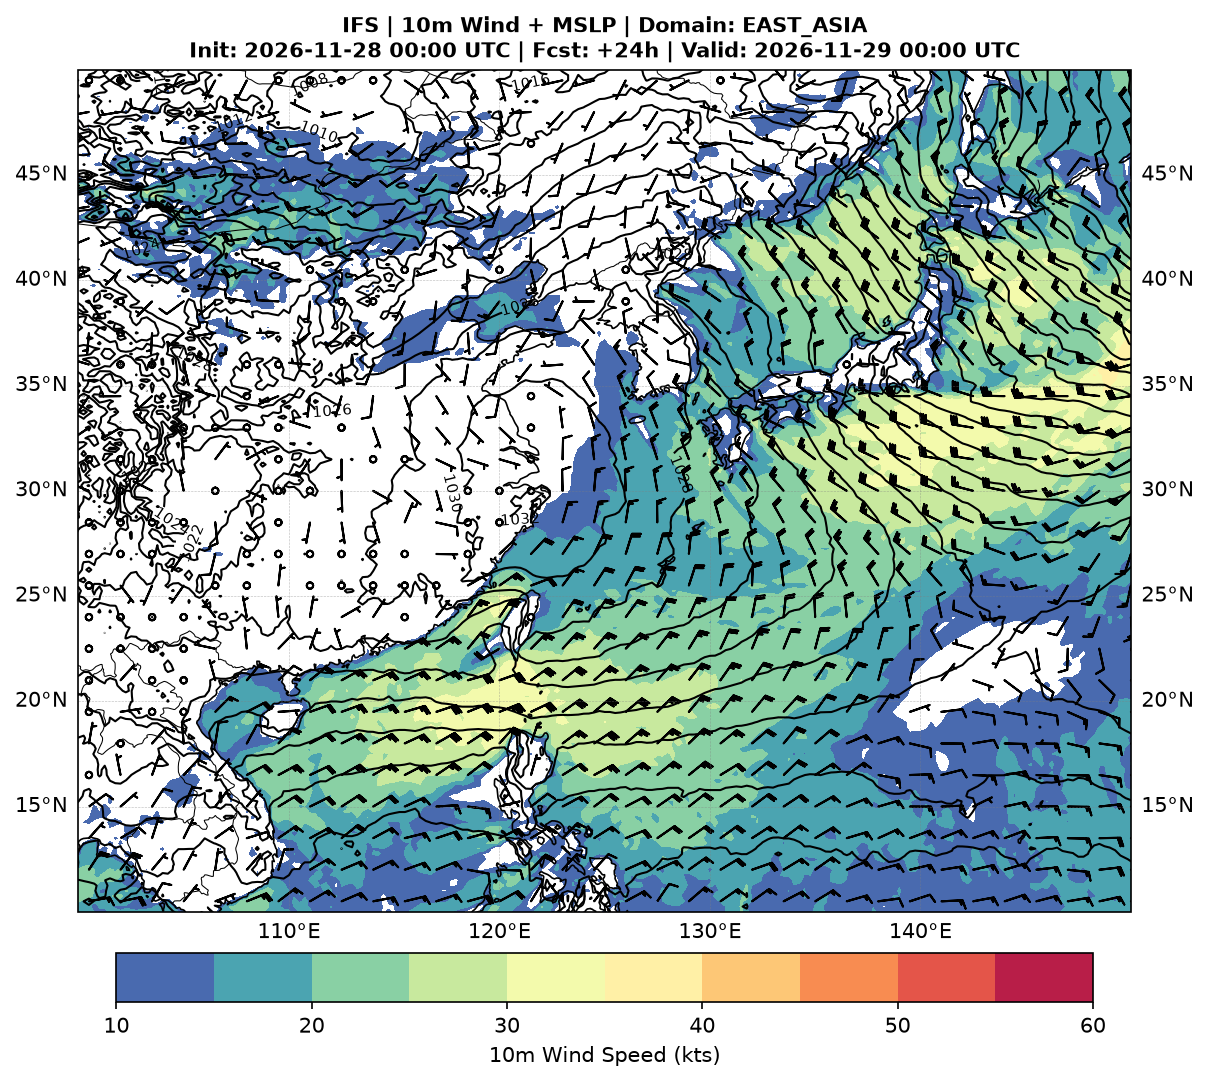 IFS | 10m Wind + MSLP | Domain: EAST_ASIA
Init: 2026-11-28 00:00 UTC | Fcst: +24h | Valid: 2026-11-29 00:00 UTC
1008
1016
1010
45°N 45°N
40°N 40°N
35°N 35°N
1026
30°N 30°N
1030
1028
1032
1022
25°N 25°N
20°N 20°N
15°N 15°N
110°E 120°E 130°E 140°E
10 20 30 40 50 60
10m Wind Speed (kts)